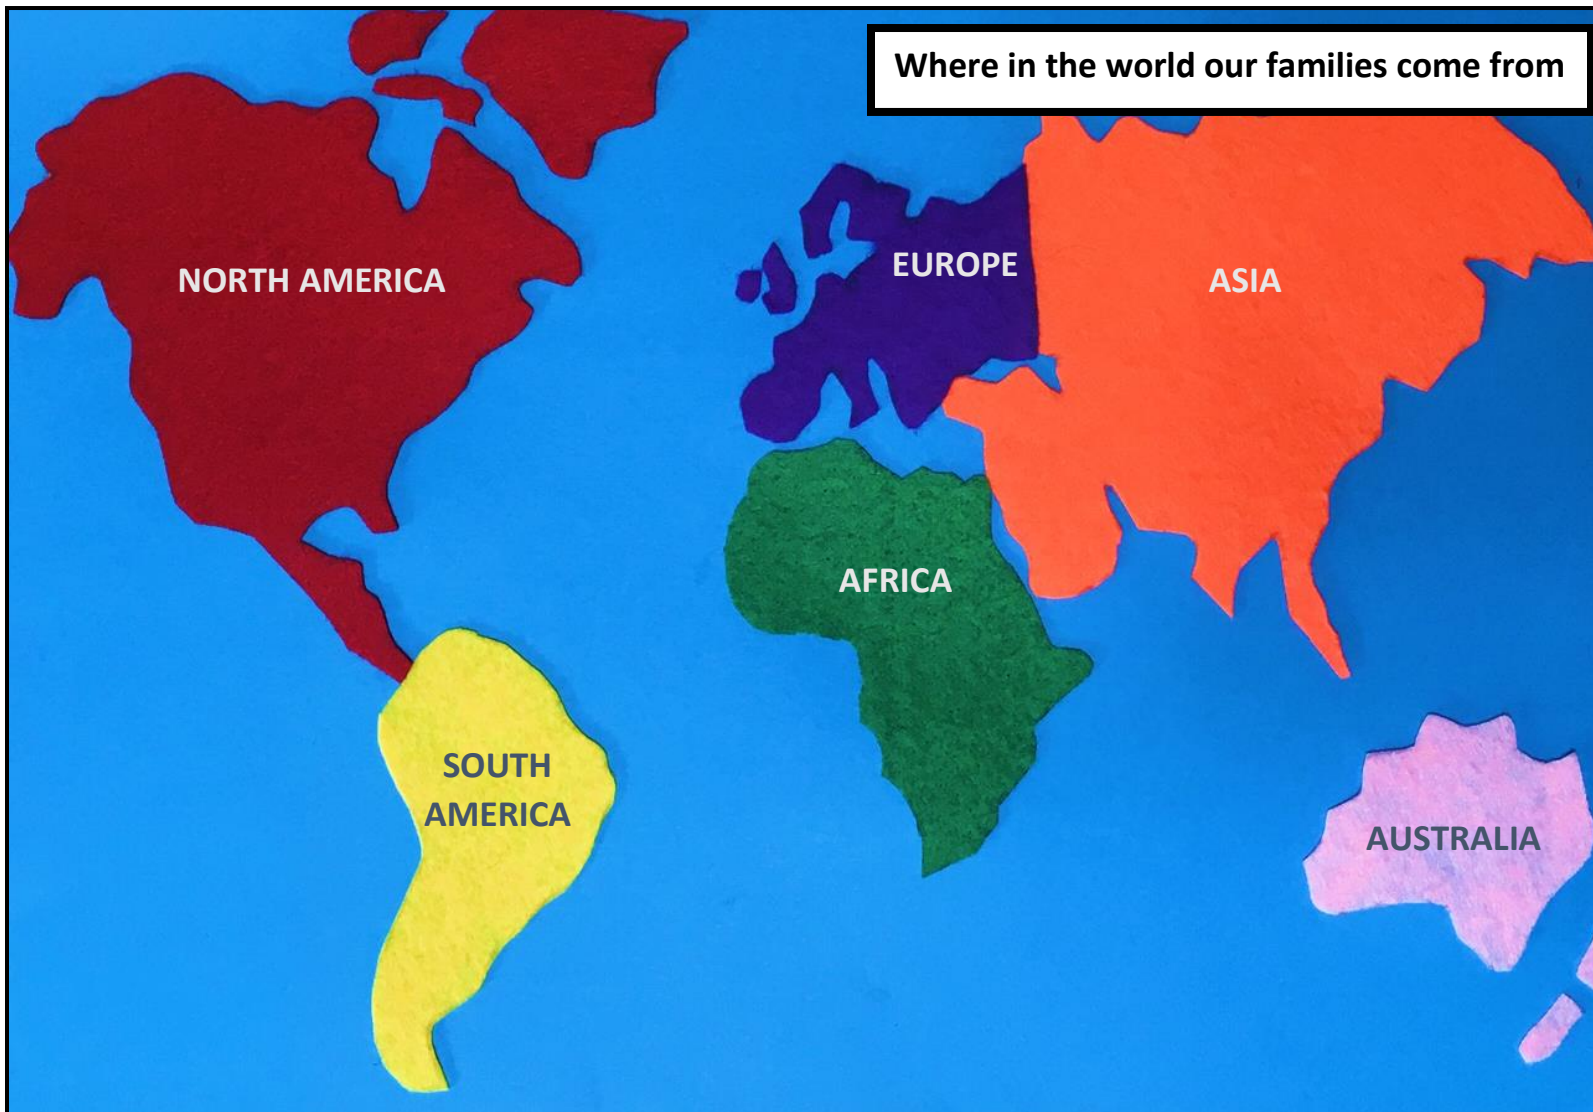 Where in the world our families come from
NORTH AMERICA
EUROPE
ASIA
AFRICA
SOUTH
AMERICA
AUSTRALIA